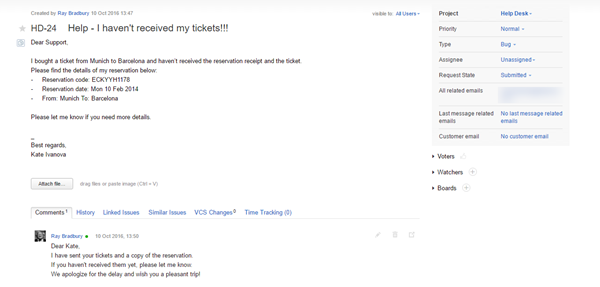 Created by Ray Bradbury 10 Oct 2016 13:47
visible to: All Users
HD-24 Help - I haven't received my tickets!!!
Dear Support,
I bought a ticket from Munich to Barcelona and haven't received the reservation receipt and the ticket.
Please find the details of my reservation below:
- Reservation code: ECKYYH1178
- Reservation date: Mon 10 Feb 2014
- From: Munich To: Barcelona
Please let me know if you need more details.
_
Best regards,
Kate Ivanova
Attach file... drag files or paste image (Ctrl + V)
Comments 1 History Linked Issues Similar Issues VCS Changes 0 Time Tracking (0)
Ray Bradbury 10 Oct 2016, 13:58
Dear Kate,
I have sent your tickets and a copy of the reservation.
If you haven't received them yet, please let me know.
We apologize for the delay and wish you a pleasant trip!
Project Help Desk
Priority Normal
Type Bug
Assignee Unassigned
Request State Submitted
All related emails
Last message related emails No last message related emails
Customer email No customer email
Voters
Watchers
Boards